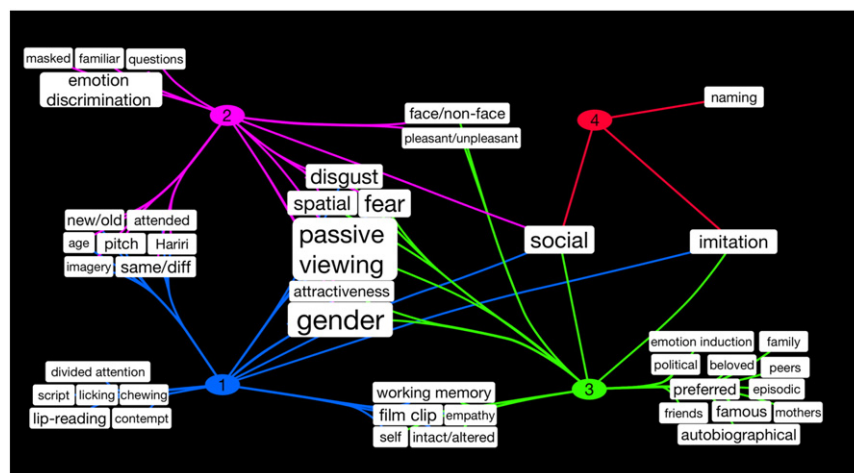 masked familiar questions
emotion
discrimination
2
face/non-face
pleasant/unpleasant
4
naming
disgust
spatial fear
passive
viewing
attractiveness
gender
new/old attended
age pitch Hariri
imagery same/diff
social
imitation
divided attention
script licking chewing
lip-reading contempt
1
working memory
film clip empathy
self intact/altered
3
emotion induction family
political beloved peers
preferred episodic
friends famous mothers
autobiographical